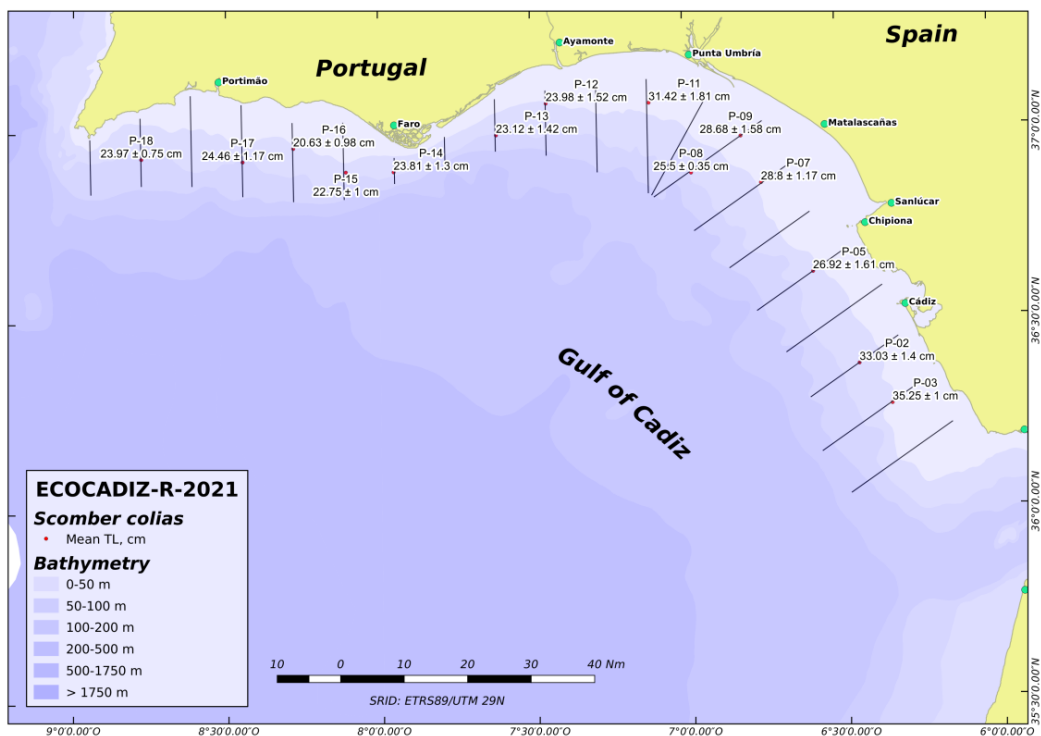 Spain
Ayamonte
Punta Umbría
Portugal
Portimão
P-12
23.98 ± 1.52 cm
P-11
31.42 ± 1.81 cm
37°0'0.00"N
Faro
P-13
23.12 ± 1.42 cm
P-09
28.68 ± 1.58 cm
Matalascañas
P-18
23.97 ± 0.75 cm
P-17
24.46 ± 1.17 cm
P-16
20.63 ± 0.98 cm
P-14
23.81 ± 1.3 cm
P-15
22.75 ± 1 cm
P-08
25.5 ± 0.35 cm
P-07
28.8 ± 1.17 cm
Sanlúcar
Chipiona
P-05
26.92 ± 1.61 cm
Cádiz
36°30'0.00"N
P-02
33.03 ± 1.4 cm
P-03
35.25 ± 1 cm
Gulf of Cadiz
36°0'0.00"N
ECOCADIZ-R-2021
Scomber colias
Mean TL, cm
Bathymetry
0-50 m
50-100 m
100-200 m
200-500 m
500-1750 m
> 1750 m
10 0 10 20 30 40 Nm
SRID: ETRS89/UTM 29N
35°30'0.00"N
9°0'0.00"O 8°30'0.00"O 8°0'0.00"O 7°30'0.00"O 7°0'0.00"O 6°30'0.00"O 6°0'0.00"O